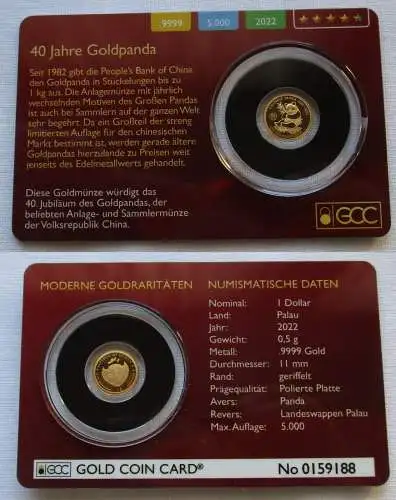 .9999 5.000 2022
40 Jahre Goldpanda
Seit 1982 gibt die People's Bank of China
den Goldpanda in Stückelungen bis zu
1 kg aus. Die Anlagemünze mit jährlich
wechselnden Motiven des Großen Pandas
ist auch bei Sammlern auf der ganzen Welt
sehr begehrt. Da ein Großteil der streng
limitierten Auflage für den chinesischen
Markt bestimmt ist, werden gerade ältere
Goldpandas hierzulande zu Preisen weit
jenseits des Edelmetallwerts gehandelt.
Diese Goldmünze würdigt das
40. Jubiläum des Goldpandas, der
beliebten Anlage- und Sammlermünze
der Volksrepublik China.
GCC
MODERNE GOLDRARITÄTEN
NUMISMATISCHE DATEN
Nominal: 1 Dollar
Land: Palau
Jahr: 2022
Gewicht: 0,5 g
Metall: .9999 Gold
Durchmesser: 11 mm
Rand: geriffelt
Prägequalität: Polierte Platte
Avers: Panda
Revers: Landeswappen Palau
Max. Auflage: 5.000
GCC GOLD COIN CARD® No 0159188